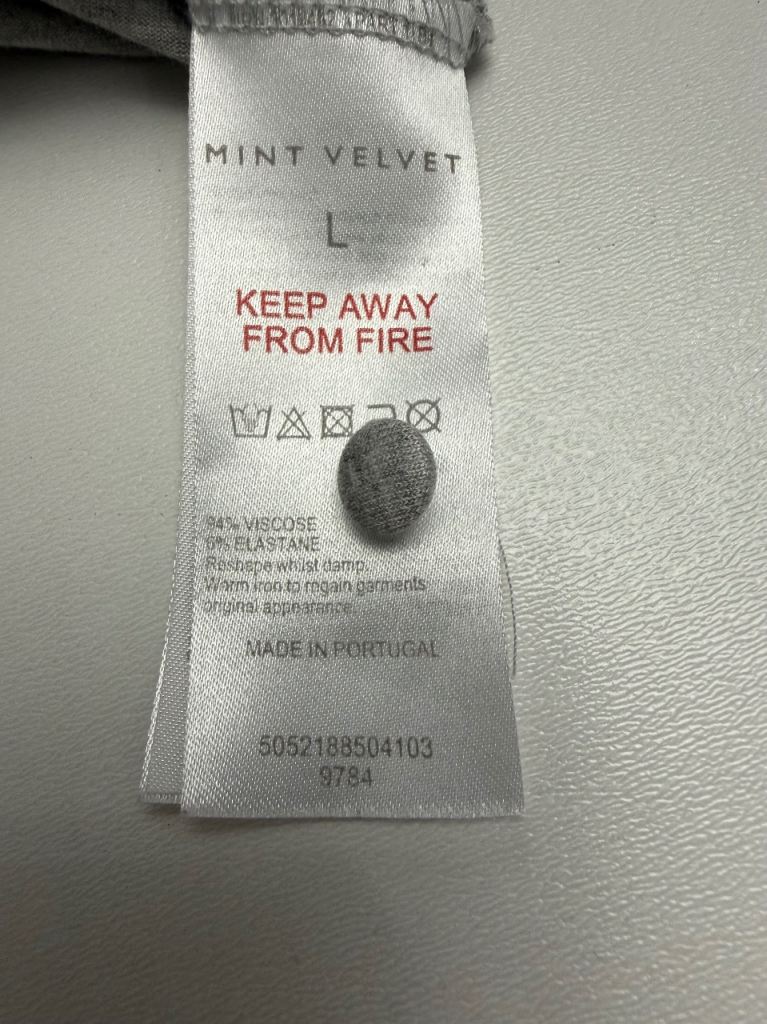 MINT VELVET
L
KEEP AWAY
FROM FIRE
94% VISCOSE
6% ELASTANE
Reshape whilst damp.
Warm iron to regain garments
original appearance.
MADE IN PORTUGAL
5052188504103
9784